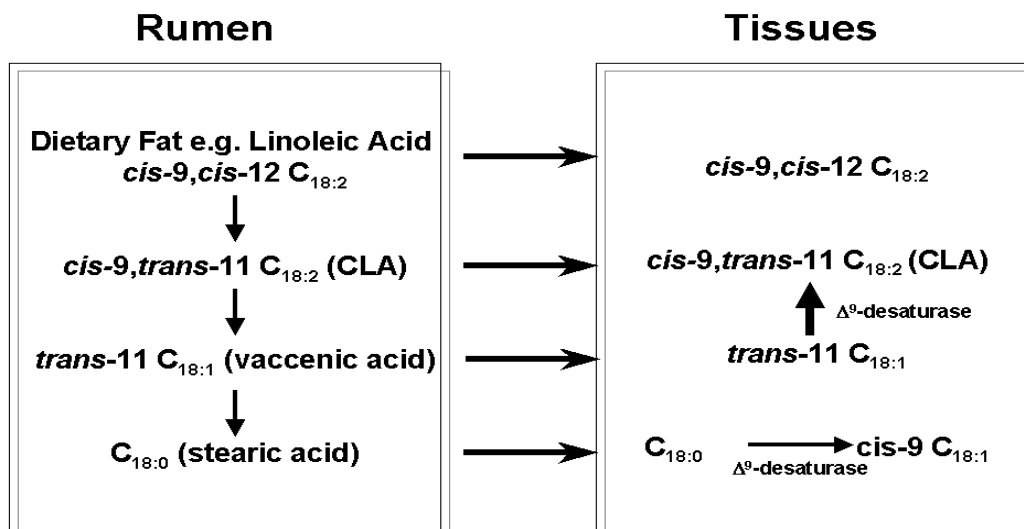 Rumen
Tissues
Dietary Fat e.g. Linoleic Acid
cis-9,cis-12 C18:2
cis-9,trans-11 C18:2 (CLA)
trans-11 C18:1 (vaccenic acid)
C18:0 (stearic acid)
cis-9,cis-12 C18:2
cis-9,trans-11 C18:2 (CLA)
Δ⁹-desaturase
trans-11 C18:1
C18:0 cis-9 C18:1
Δ⁹-desaturase